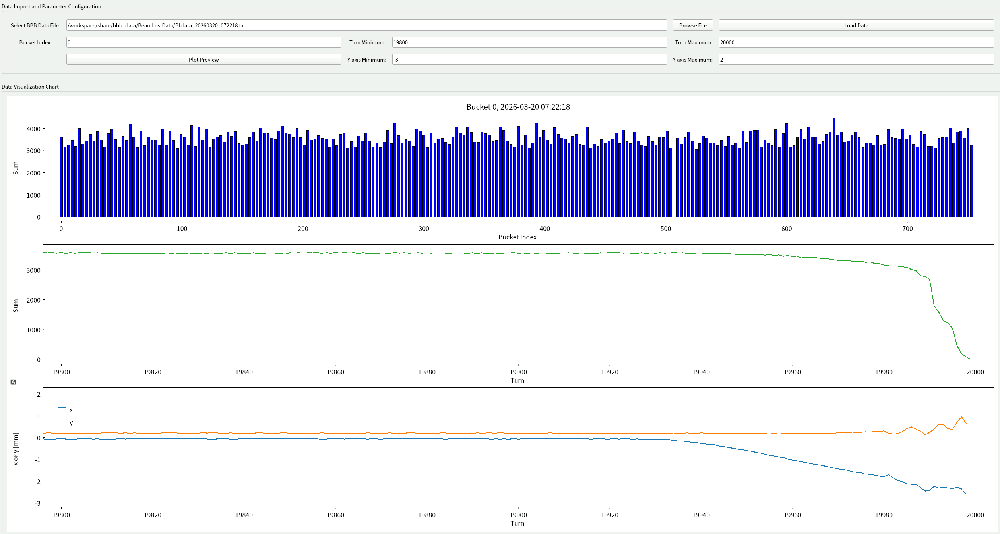 Data Import and Parameter Configuration
Select BBB Data File: /workspace/share/bbb_data/BeamLostData/BLdata_20260320_072218.txt Browse File Load Data
Bucket Index: 0 Turn Minimum: 19800 Turn Maximum: 20000
Plot Preview Y-axis Minimum: -3 Y-axis Maximum: 2
Data Visualization Chart
Bucket 0, 2026-03-20 07:22:18
4000
3000
2000
1000
0
Sum
0 100 200 300 400 500 600 700
Bucket Index
3000
2000
1000
0
Sum
19800 19820 19840 19860 19880 19900 19920 19940 19960 19980 20000
Turn
A
2
1
0
-1
-2
-3
x or y [mm]
x
y
19800 19820 19840 19860 19880 19900 19920 19940 19960 19980 20000
Turn